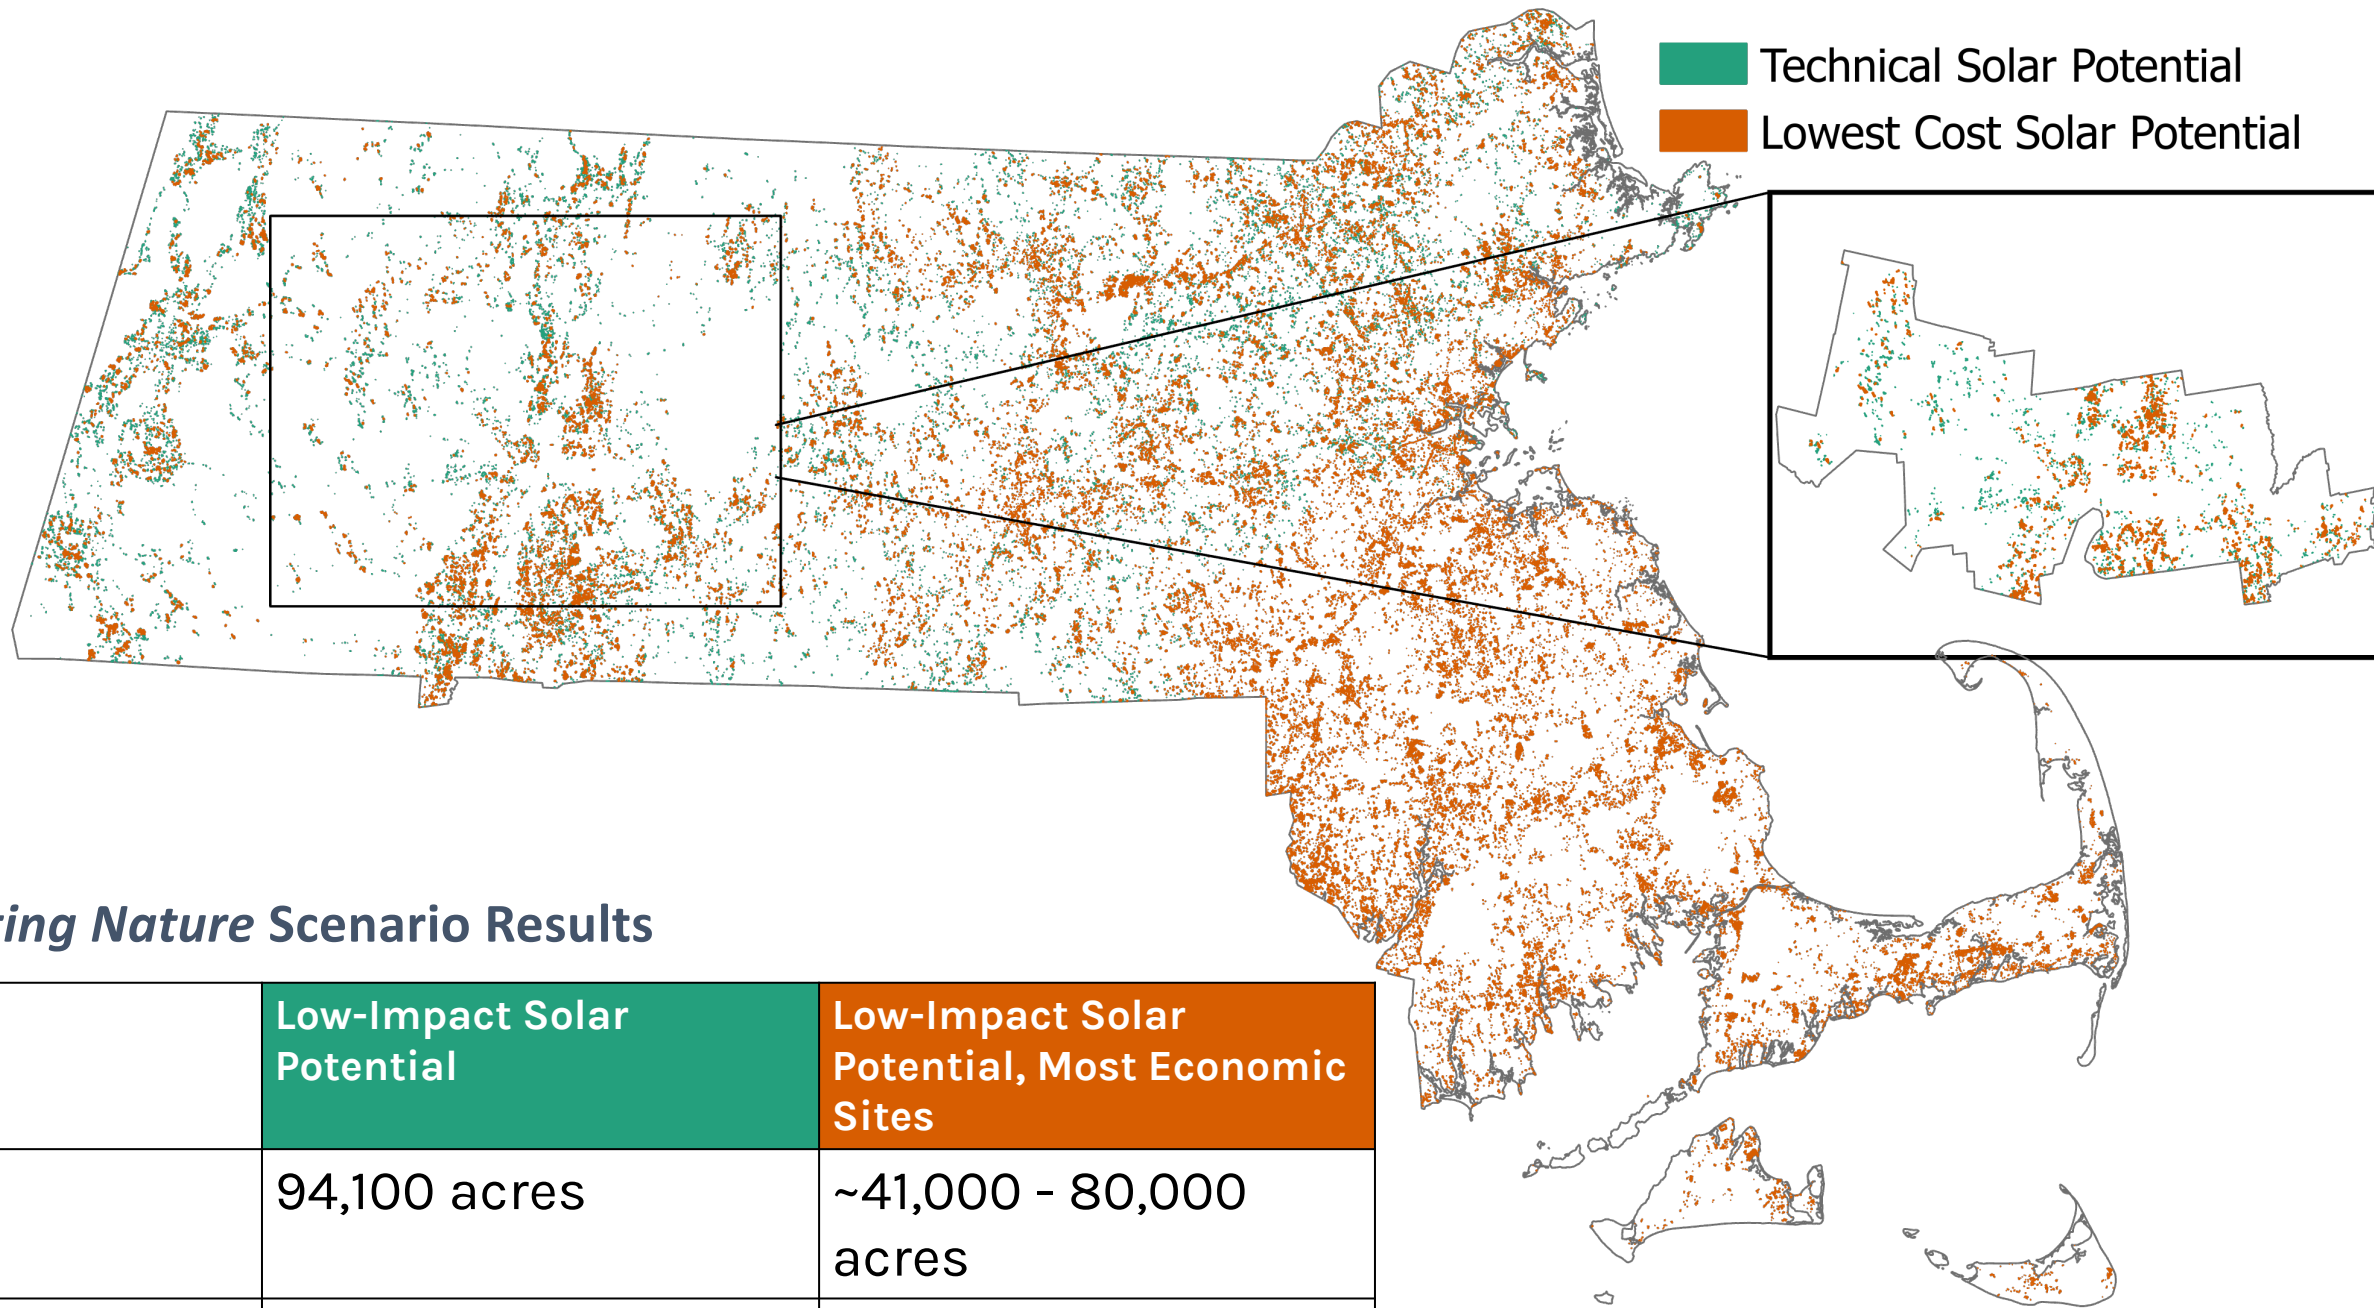 Technical Solar Potential
Lowest Cost Solar Potential
Nature Scenario Results
Low-Impact Solar
Potential
Low-Impact Solar
Potential, Most Economic
Sites
94,100 acres
~41,000 - 80,000
acres